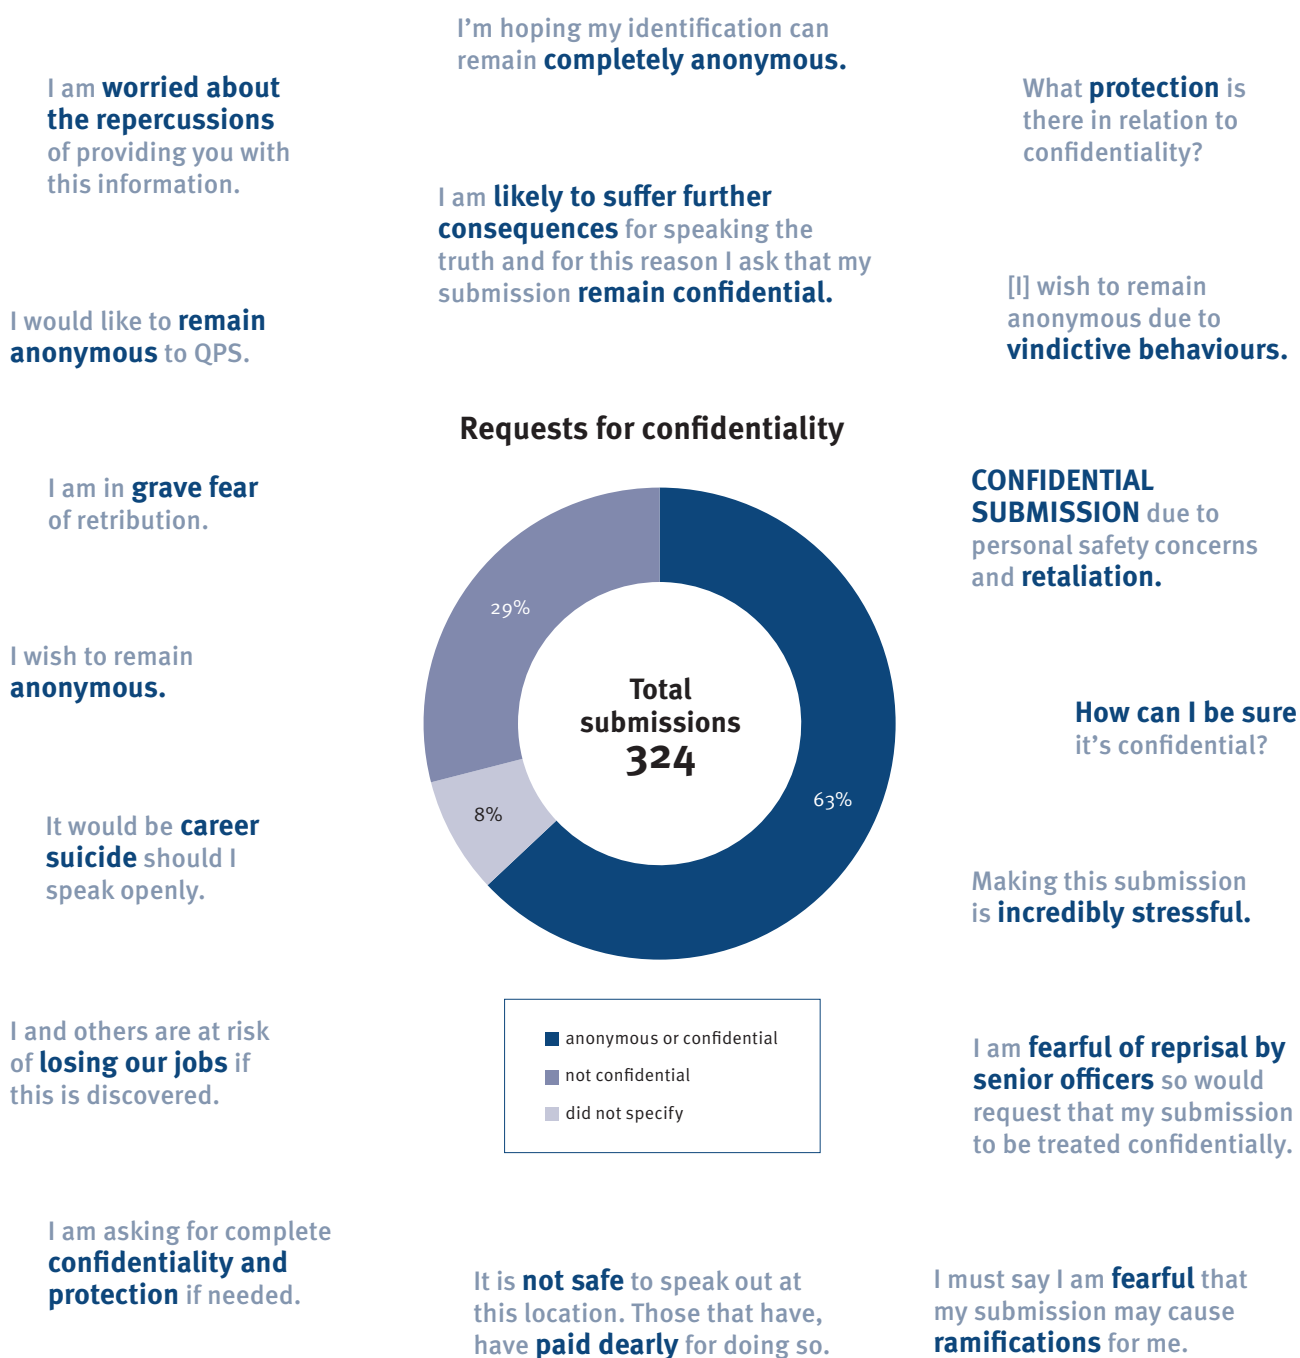 I’m hoping my identification can
remain completely anonymous.
I am worried about
the repercussions
of providing you with
this information.
What protection is
there in relation to
confidentiality?
I am likely to suffer further
consequences for speaking the
truth and for this reason I ask that my
submission remain confidential.
[I] wish to remain
anonymous due to
vindictive behaviours.
I would like to remain
anonymous to QPS.
Requests for confidentiality
I am in grave fear
of retribution.
CONFIDENTIAL
SUBMISSION due to
personal safety concerns
and retaliation.
29%
Total
submissions
324
63%
8%
I wish to remain
anonymous.
How can I be sure
it’s confidential?
It would be career
suicide should I
speak openly.
Making this submission
is incredibly stressful.
anonymous or confidential
not confidential
did not specify
I and others are at risk
of losing our jobs if
this is discovered.
I am fearful of reprisal by
senior officers so would
request that my submission
to be treated confidentially.
I am asking for complete
confidentiality and
protection if needed.
It is not safe to speak out at
this location. Those that have,
have paid dearly for doing so.
I must say I am fearful that
my submission may cause
ramifications for me.